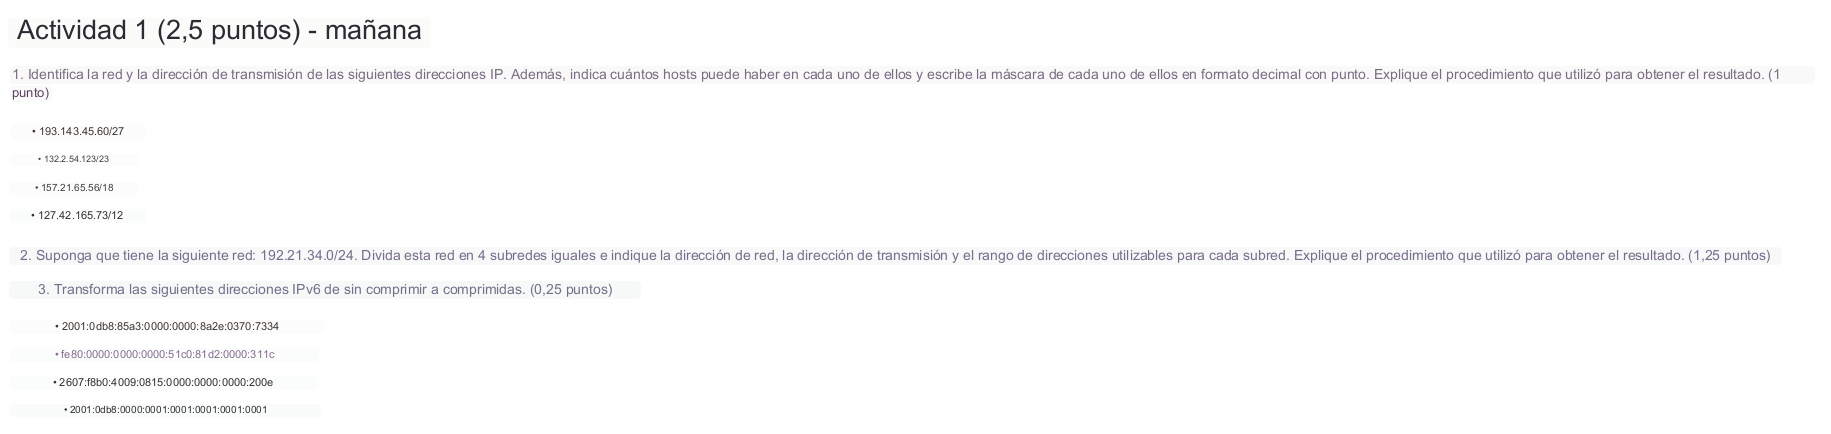 Actividad 1 (2,5 puntos) - mañana
1. Identifica la red y la dirección de transmisión de las siguientes direcciones IP. Además, indica cuántos hosts puede haber en cada uno de ellos y escribe la máscara de cada uno de ellos en formato decimal con punto. Explique el procedimiento que utilizó para obtener el resultado. (1
punto)
• 193.143.45.60/27
• 132.2.54.123/23
• 157.21.65.56/18
• 127.42.165.73/12
2. Suponga que tiene la siguiente red: 192.21.34.0/24. Divida esta red en 4 subredes iguales e indique la dirección de red, la dirección de transmisión y el rango de direcciones utilizables para cada subred. Explique el procedimiento que utilizó para obtener el resultado. (1,25 puntos)
3. Transforma las siguientes direcciones IPv6 de sin comprimir a comprimidas. (0,25 puntos)
• 2001:0db8:85a3:0000:0000:8a2e:0370:7334
• fe80:0000:0000:0000:51c0:81d2:0000:311c
• 2607:f8b0:4009:0815:0000:0000:0000:200e
• 2001:0db8:0000:0001:0001:0001:0001:0001